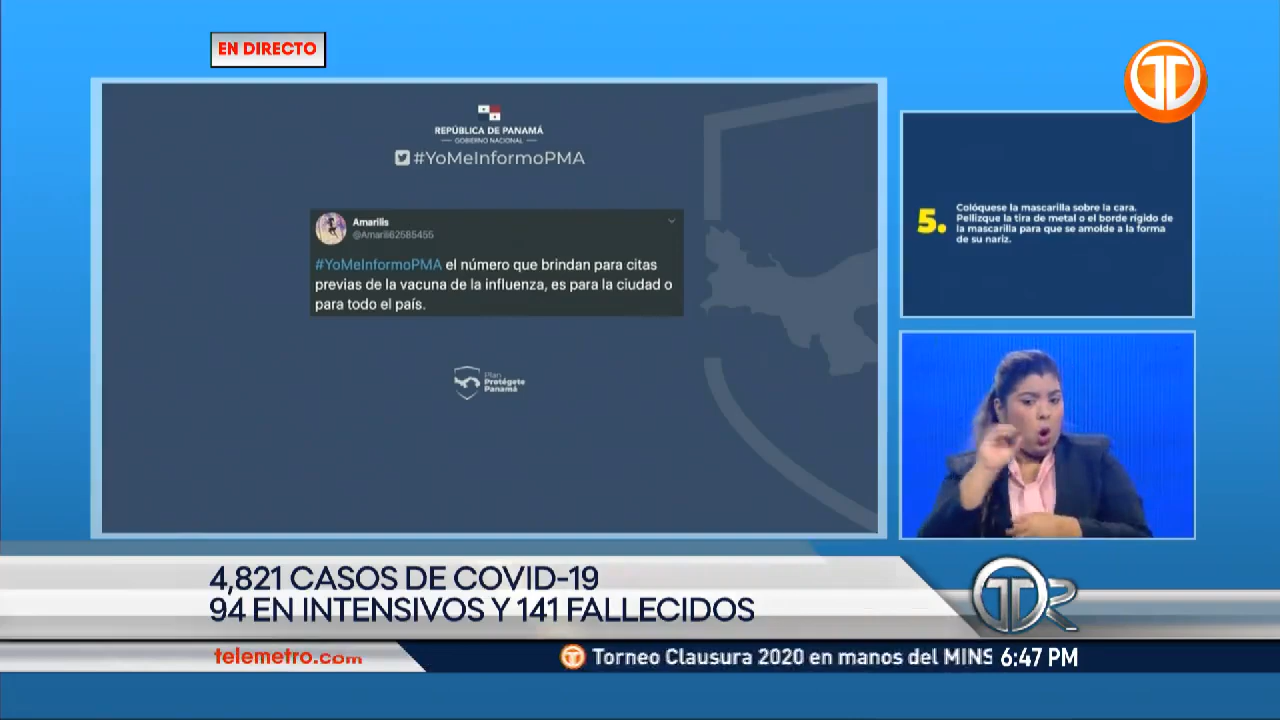 EN DIRECTO
REPÚBLICA DE PANAMÁ
— GOBIERNO NACIONAL —
#YoMeInformoPMA
Amarilis
@Amarili62585455
#YoMeInformoPMA el número que brindan para citas
previas de la vacuna de la influenza, es para la ciudad o
para todo el país.
Plan
Protégete
Panamá
5.
Colóquese la mascarilla sobre la cara.
Pellizque la tira de metal o el borde rígido de
la mascarilla para que se amolde a la forma
de su nariz.
4,821 CASOS DE COVID-19
94 EN INTENSIVOS Y 141 FALLECIDOS
TR
telemetro.com
Torneo Clausura 2020 en manos del MINS
6:47 PM